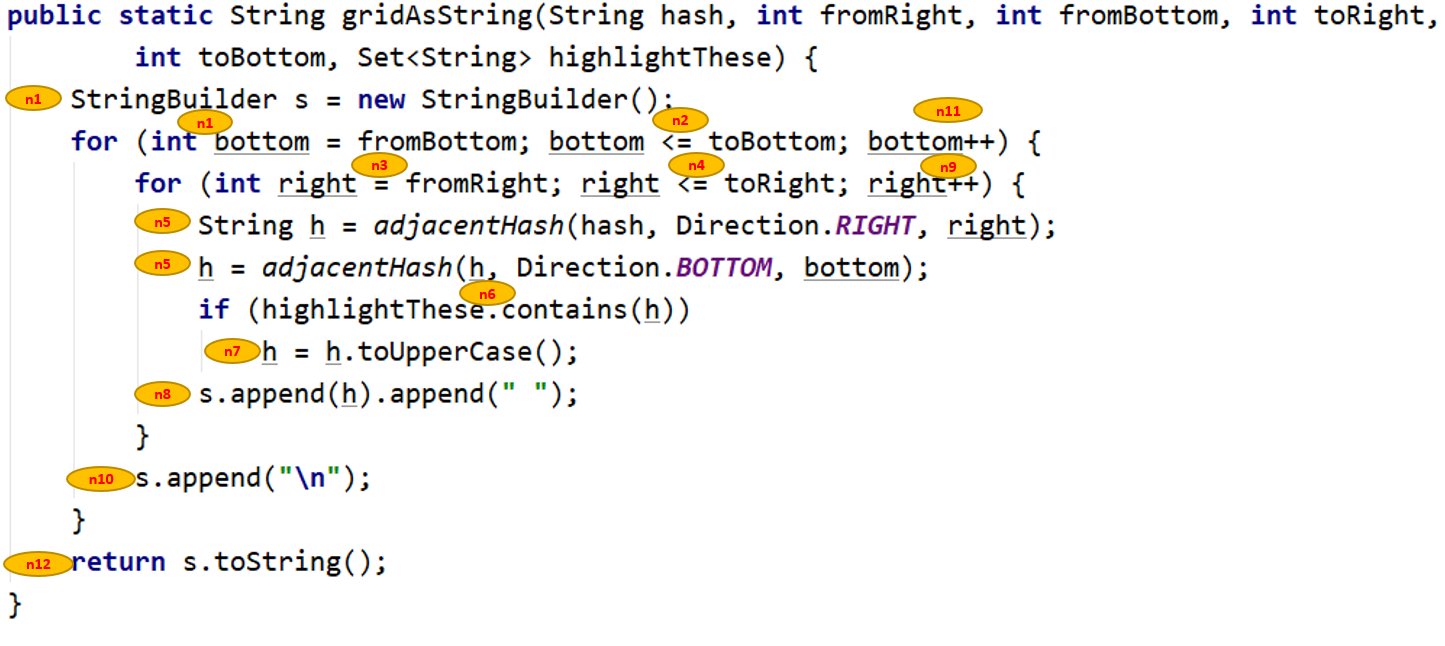 public static String gridAsString(String hash, int fromRight, int fromBottom, int toRight,
int toBottom, Set<String> highlightThese) {
n1 StringBuilder s = new StringBuilder();
n1 n2 n11
for (int bottom = fromBottom; bottom <= toBottom; bottom++) {
n3 n4 n9
for (int right = fromRight; right <= toRight; right++) {
n5 String h = adjacentHash(hash, Direction.RIGHT, right);
n5 h = adjacentHash(h, Direction.BOTTOM, bottom);
n6
if (highlightThese.contains(h))
n7 h = h.toUpperCase();
n8 s.append(h).append(" ");
}
n10 s.append("\n");
}
n12 return s.toString();
}